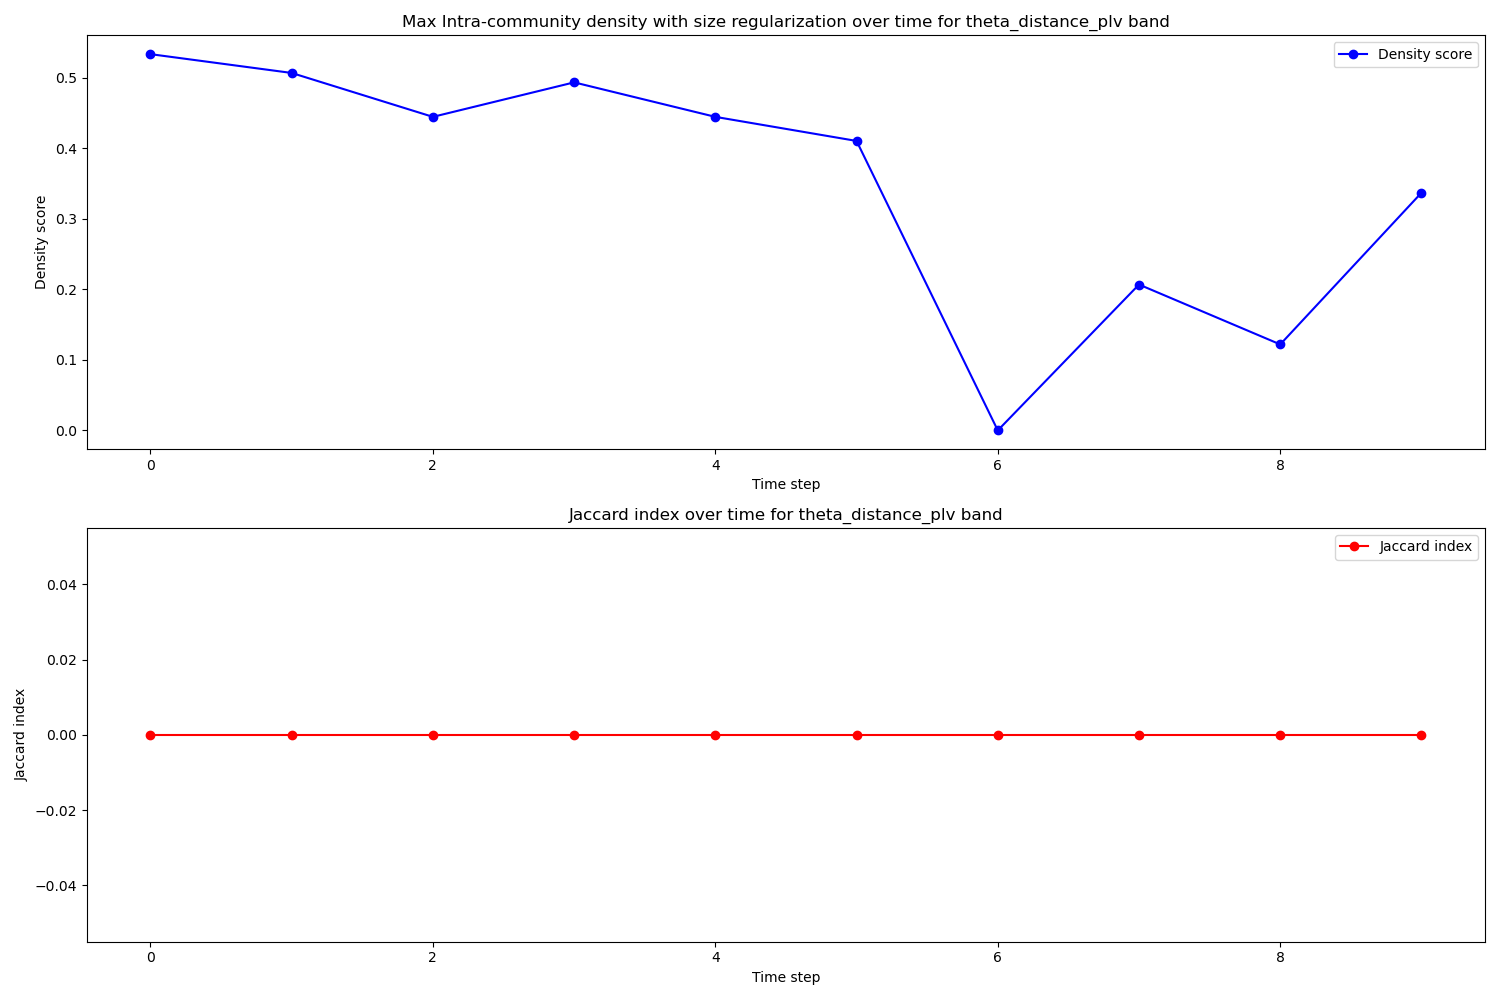 Max Intra-community density with size regularization over time for theta_distance_plv band
Density score
Density score
0.5
0.4
0.3
0.2
0.1
0.0
0 2 4 6 8
Time step
Jaccard index over time for theta_distance_plv band
Jaccard index
Jaccard index
0.04
0.02
0.00
−0.02
−0.04
0 2 4 6 8
Time step